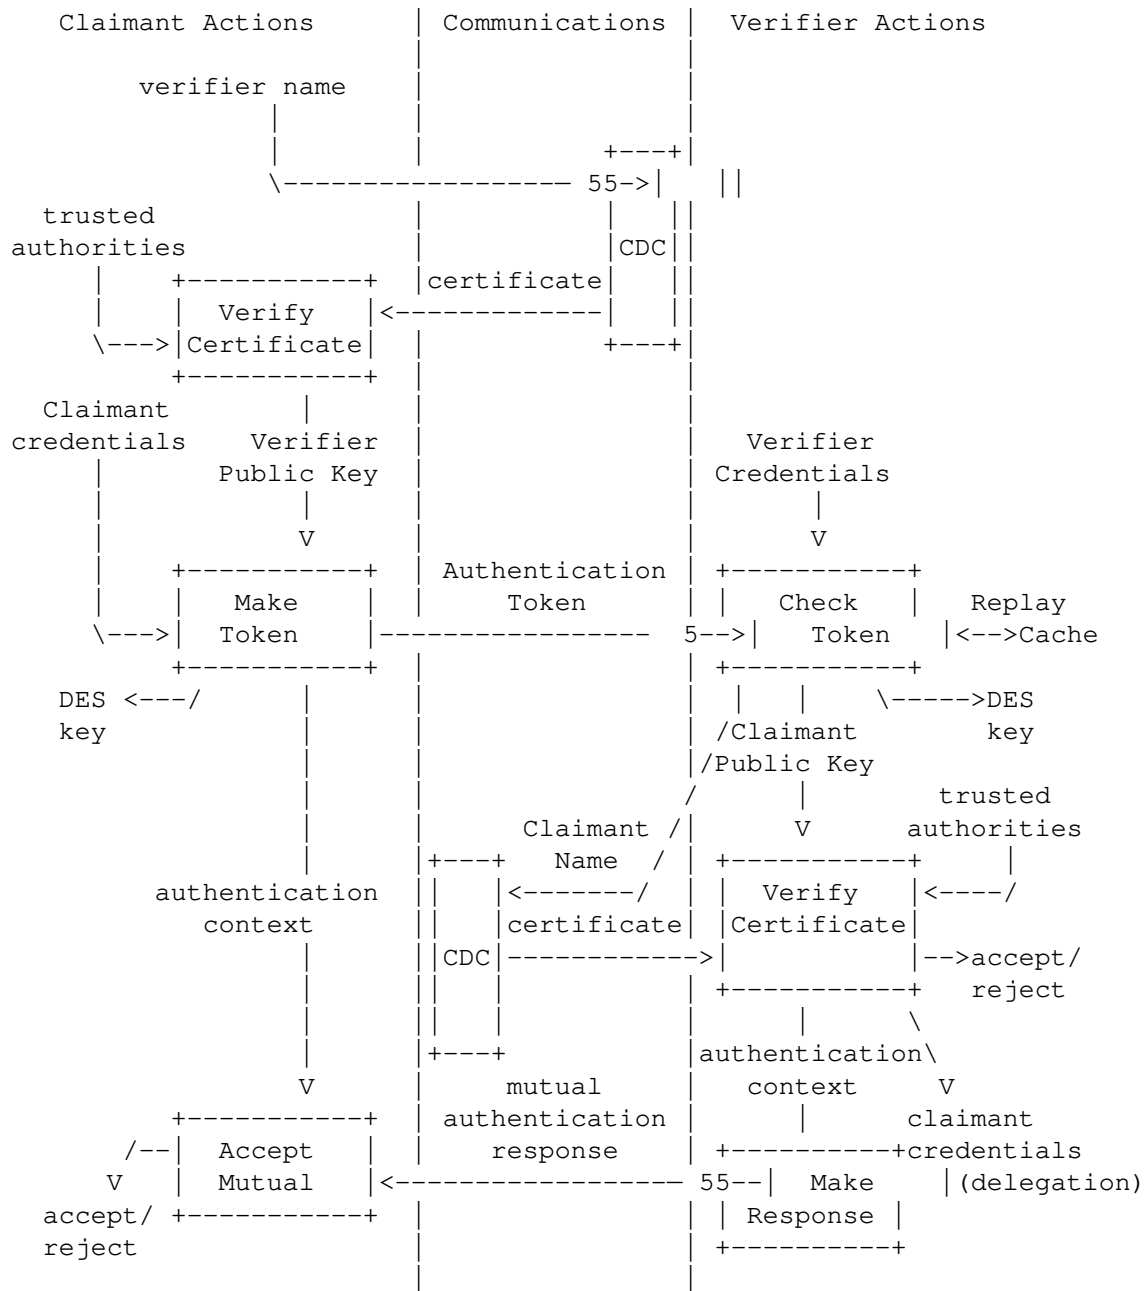 Claimant Actions | Communications | Verifier Actions
verifier name
+---+
\------------------ 55->| ||
trusted
authorities |CDC|
+-----------+ certificate
| Verify |<-------------|
\--->|Certificate| +---+
+-----------+
Claimant
credentials Verifier Verifier
Public Key Credentials
V V
+-----------+ Authentication +-----------+
| Make | Token | Check | Replay
\--->| Token |----------------- 5-->| Token |<-->Cache
+-----------+ +-----------+
DES <---/ \----->DES
key /Claimant key
/Public Key
/ trusted
Claimant / V authorities
+---+ Name / +-----------+
authentication |<-------/ | Verify |<----/
context certificate |Certificate|
|CDC|------------>| |-->accept/
+-----------+ reject
\
+---+ authentication\
V mutual context V
+-----------+ authentication claimant
/--| Accept | response +----------+credentials
V | Mutual |<------------------ 55--| Make |(delegation)
accept/ +-----------+ | Response |
reject +----------+